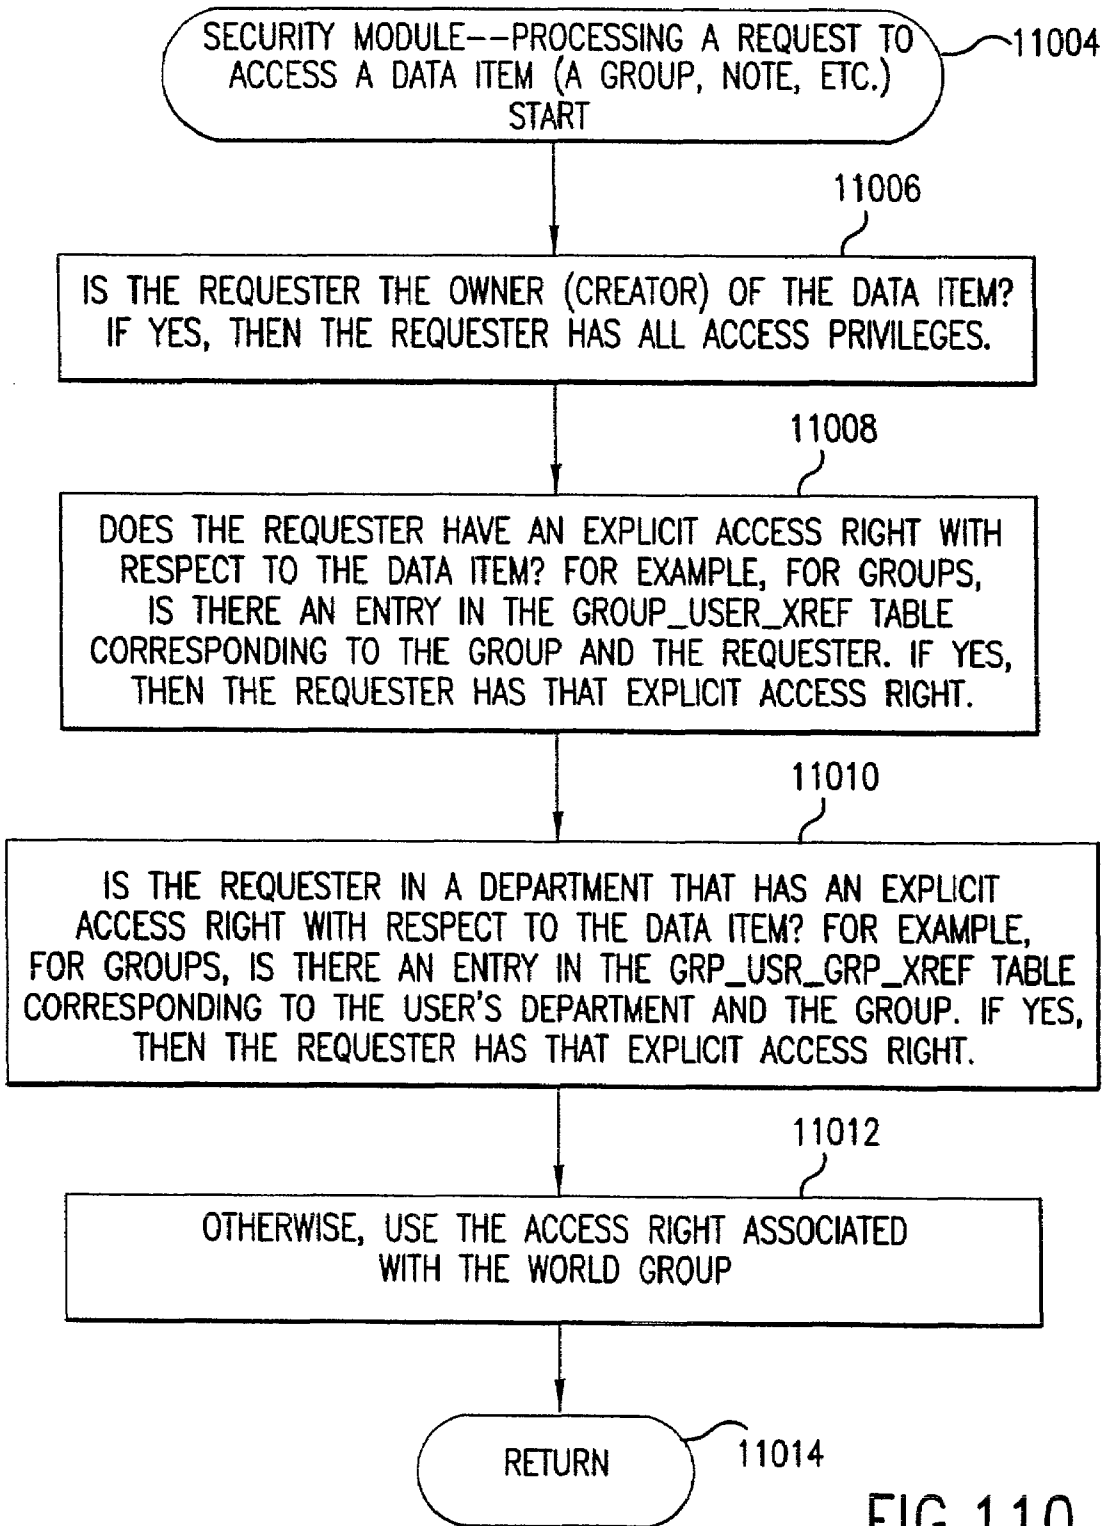 SECURITY MODULE--PROCESSING A REQUEST TO
ACCESS A DATA ITEM (A GROUP, NOTE, ETC.)
START
11004
11006
IS THE REQUESTER THE OWNER (CREATOR) OF THE DATA ITEM?
IF YES, THEN THE REQUESTER HAS ALL ACCESS PRIVILEGES.
11008
DOES THE REQUESTER HAVE AN EXPLICIT ACCESS RIGHT WITH
RESPECT TO THE DATA ITEM? FOR EXAMPLE, FOR GROUPS,
IS THERE AN ENTRY IN THE GROUP_USER_XREF TABLE
CORRESPONDING TO THE GROUP AND THE REQUESTER. IF YES,
THEN THE REQUESTER HAS THAT EXPLICIT ACCESS RIGHT.
11010
IS THE REQUESTER IN A DEPARTMENT THAT HAS AN EXPLICIT
ACCESS RIGHT WITH RESPECT TO THE DATA ITEM? FOR EXAMPLE,
FOR GROUPS, IS THERE AN ENTRY IN THE GRP_USR_GRP_XREF TABLE
CORRESPONDING TO THE USER'S DEPARTMENT AND THE GROUP. IF YES,
THEN THE REQUESTER HAS THAT EXPLICIT ACCESS RIGHT.
11012
OTHERWISE, USE THE ACCESS RIGHT ASSOCIATED
WITH THE WORLD GROUP
RETURN
11014
FIG.110